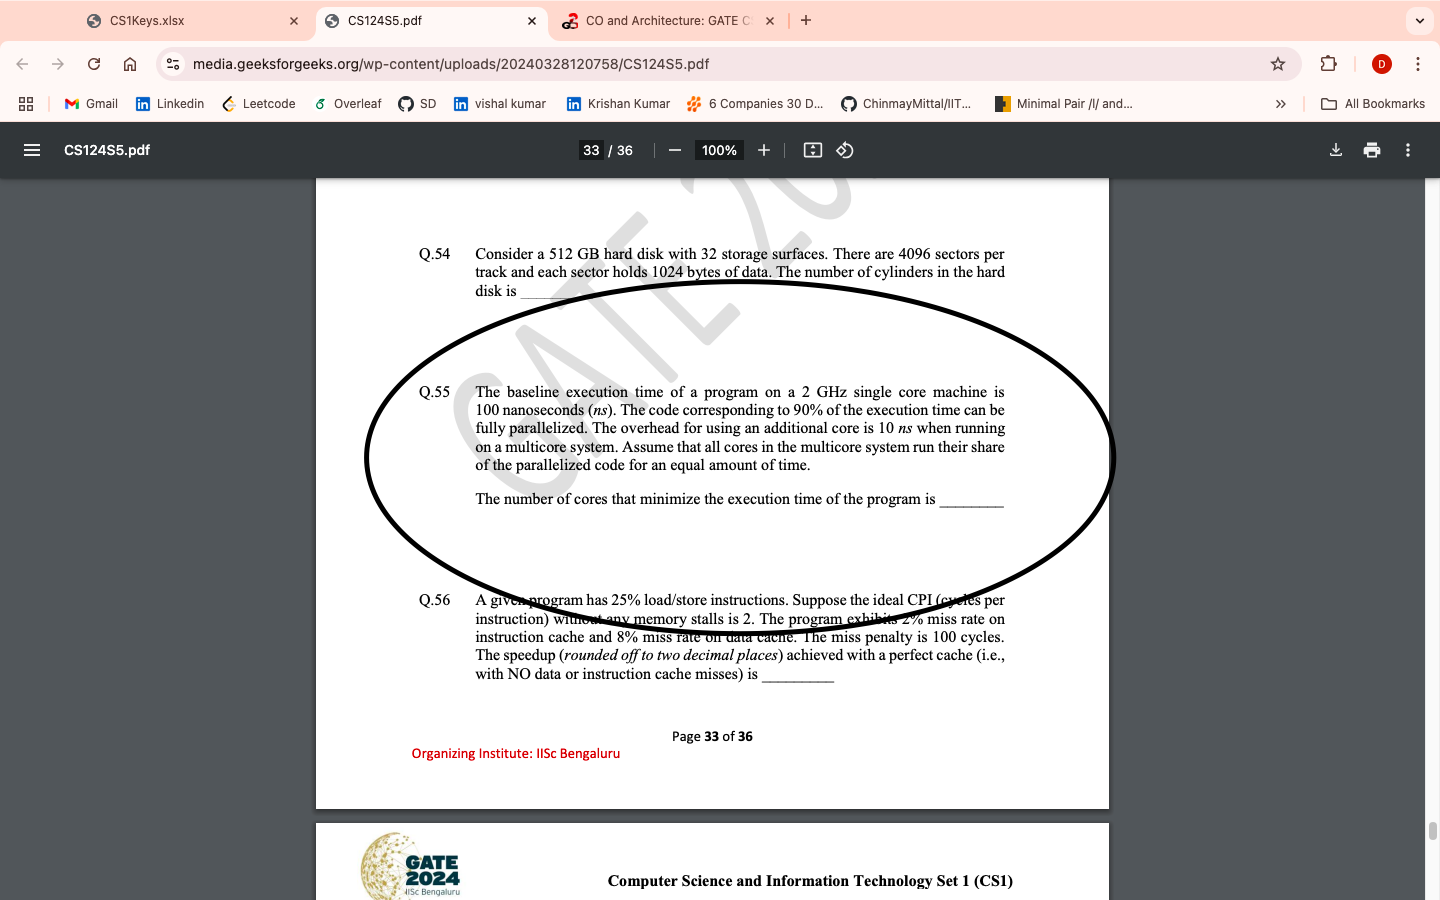 CS1Keys.xlsx
CS124S5.pdf
CO and Architecture: GATE C
media.geeksforgeeks.org/wp-content/uploads/20240328120758/CS124S5.pdf
D
Gmail
Linkedin
Leetcode
Overleaf
SD
vishal kumar
Krishan Kumar
6 Companies 30 D...
ChinmayMittal/IIT...
Minimal Pair /l/ and...
All Bookmarks
CS124S5.pdf
33 / 36
100%
GATE 20
Q.54 Consider a 512 GB hard disk with 32 storage surfaces. There are 4096 sectors per
track and each sector holds 1024 bytes of data. The number of cylinders in the hard
disk is ________
Q.55 The baseline execution time of a program on a 2 GHz single core machine is
100 nanoseconds (ns). The code corresponding to 90% of the execution time can be
fully parallelized. The overhead for using an additional core is 10 ns when running
on a multicore system. Assume that all cores in the multicore system run their share
of the parallelized code for an equal amount of time.
The number of cores that minimize the execution time of the program is ________
Q.56 A given program has 25% load/store instructions. Suppose the ideal CPI (cycles per
instruction) without any memory stalls is 2. The program exhibits 2% miss rate on
instruction cache and 8% miss rate on data cache. The miss penalty is 100 cycles.
The speedup (rounded off to two decimal places) achieved with a perfect cache (i.e.,
with NO data or instruction cache misses) is _________
Page 33 of 36
Organizing Institute: IISc Bengaluru
GATE
2024
IISc Bengaluru
Computer Science and Information Technology Set 1 (CS1)